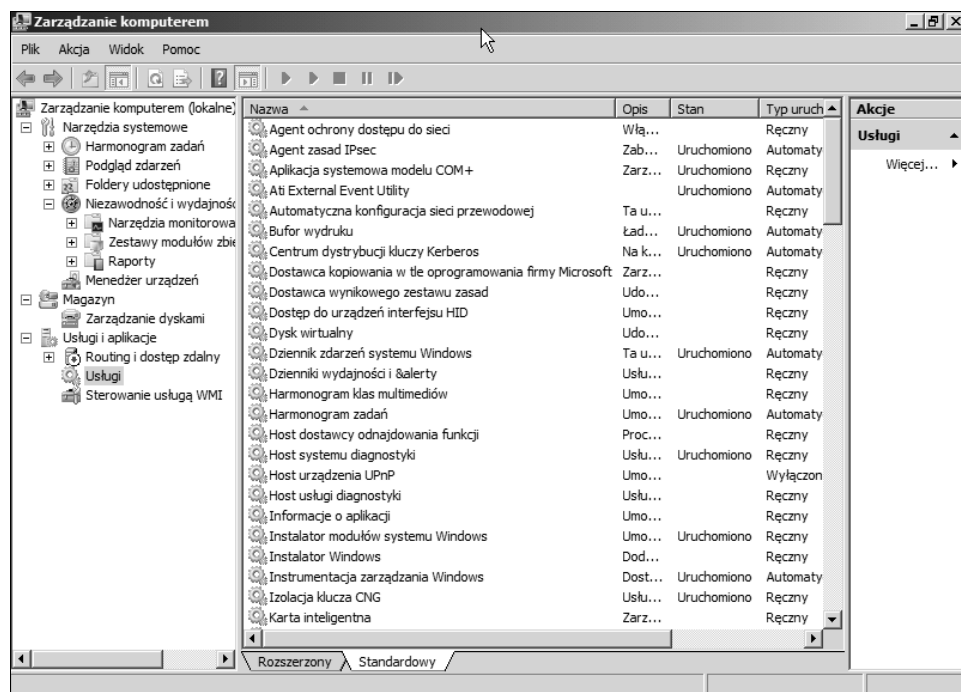 Zarządzanie komputerem
Plik Akcja Widok Pomoc
Zarządzanie komputerem (lokalne)
Narzędzia systemowe
Harmonogram zadań
Podgląd zdarzeń
Foldery udostępnione
Niezawodność i wydajność
Narzędzia monitorowa
Zestawy modułów zbie
Raporty
Menedżer urządzeń
Magazyn
Zarządzanie dyskami
Usługi i aplikacje
Routing i dostęp zdalny
Usługi
Sterowanie usługą WMI
Nazwa Opis Stan Typ uruch
Agent ochrony dostępu do sieci Włą... Ręczny
Agent zasad IPsec Zab... Uruchomiono Automaty
Aplikacja systemowa modelu COM+ Zarz... Uruchomiono Ręczny
Ati External Event Utility Uruchomiono Automaty
Automatyczna konfiguracja sieci przewodowej Ta u... Ręczny
Bufor wydruku Ład... Uruchomiono Automaty
Centrum dystrybucji kluczy Kerberos Na k... Uruchomiono Automaty
Dostawca kopiowania w tle oprogramowania firmy Microsoft Zarz... Ręczny
Dostawca wynikowego zestawu zasad Udo... Ręczny
Dostęp do urządzeń interfejsu HID Umo... Ręczny
Dysk wirtualny Udo... Ręczny
Dziennik zdarzeń systemu Windows Ta u... Uruchomiono Automaty
Dzienniki wydajności i &alerty Usłu... Ręczny
Harmonogram klas multimediów Umo... Ręczny
Harmonogram zadań Umo... Uruchomiono Automaty
Host dostawcy odnajdowania funkcji Proc... Ręczny
Host systemu diagnostyki Usłu... Uruchomiono Ręczny
Host urządzenia UPnP Umo... Wyłączon
Host usługi diagnostyki Usłu... Ręczny
Informacje o aplikacji Umo... Ręczny
Instalator modułów systemu Windows Umo... Uruchomiono Ręczny
Instalator Windows Dod... Ręczny
Instrumentacja zarządzania Windows Dost... Uruchomiono Automaty
Izolacja klucza CNG Usłu... Uruchomiono Ręczny
Karta inteligentna Zarz... Ręczny
Rozszerzony Standardowy
Akcje
Usługi
Więcej...